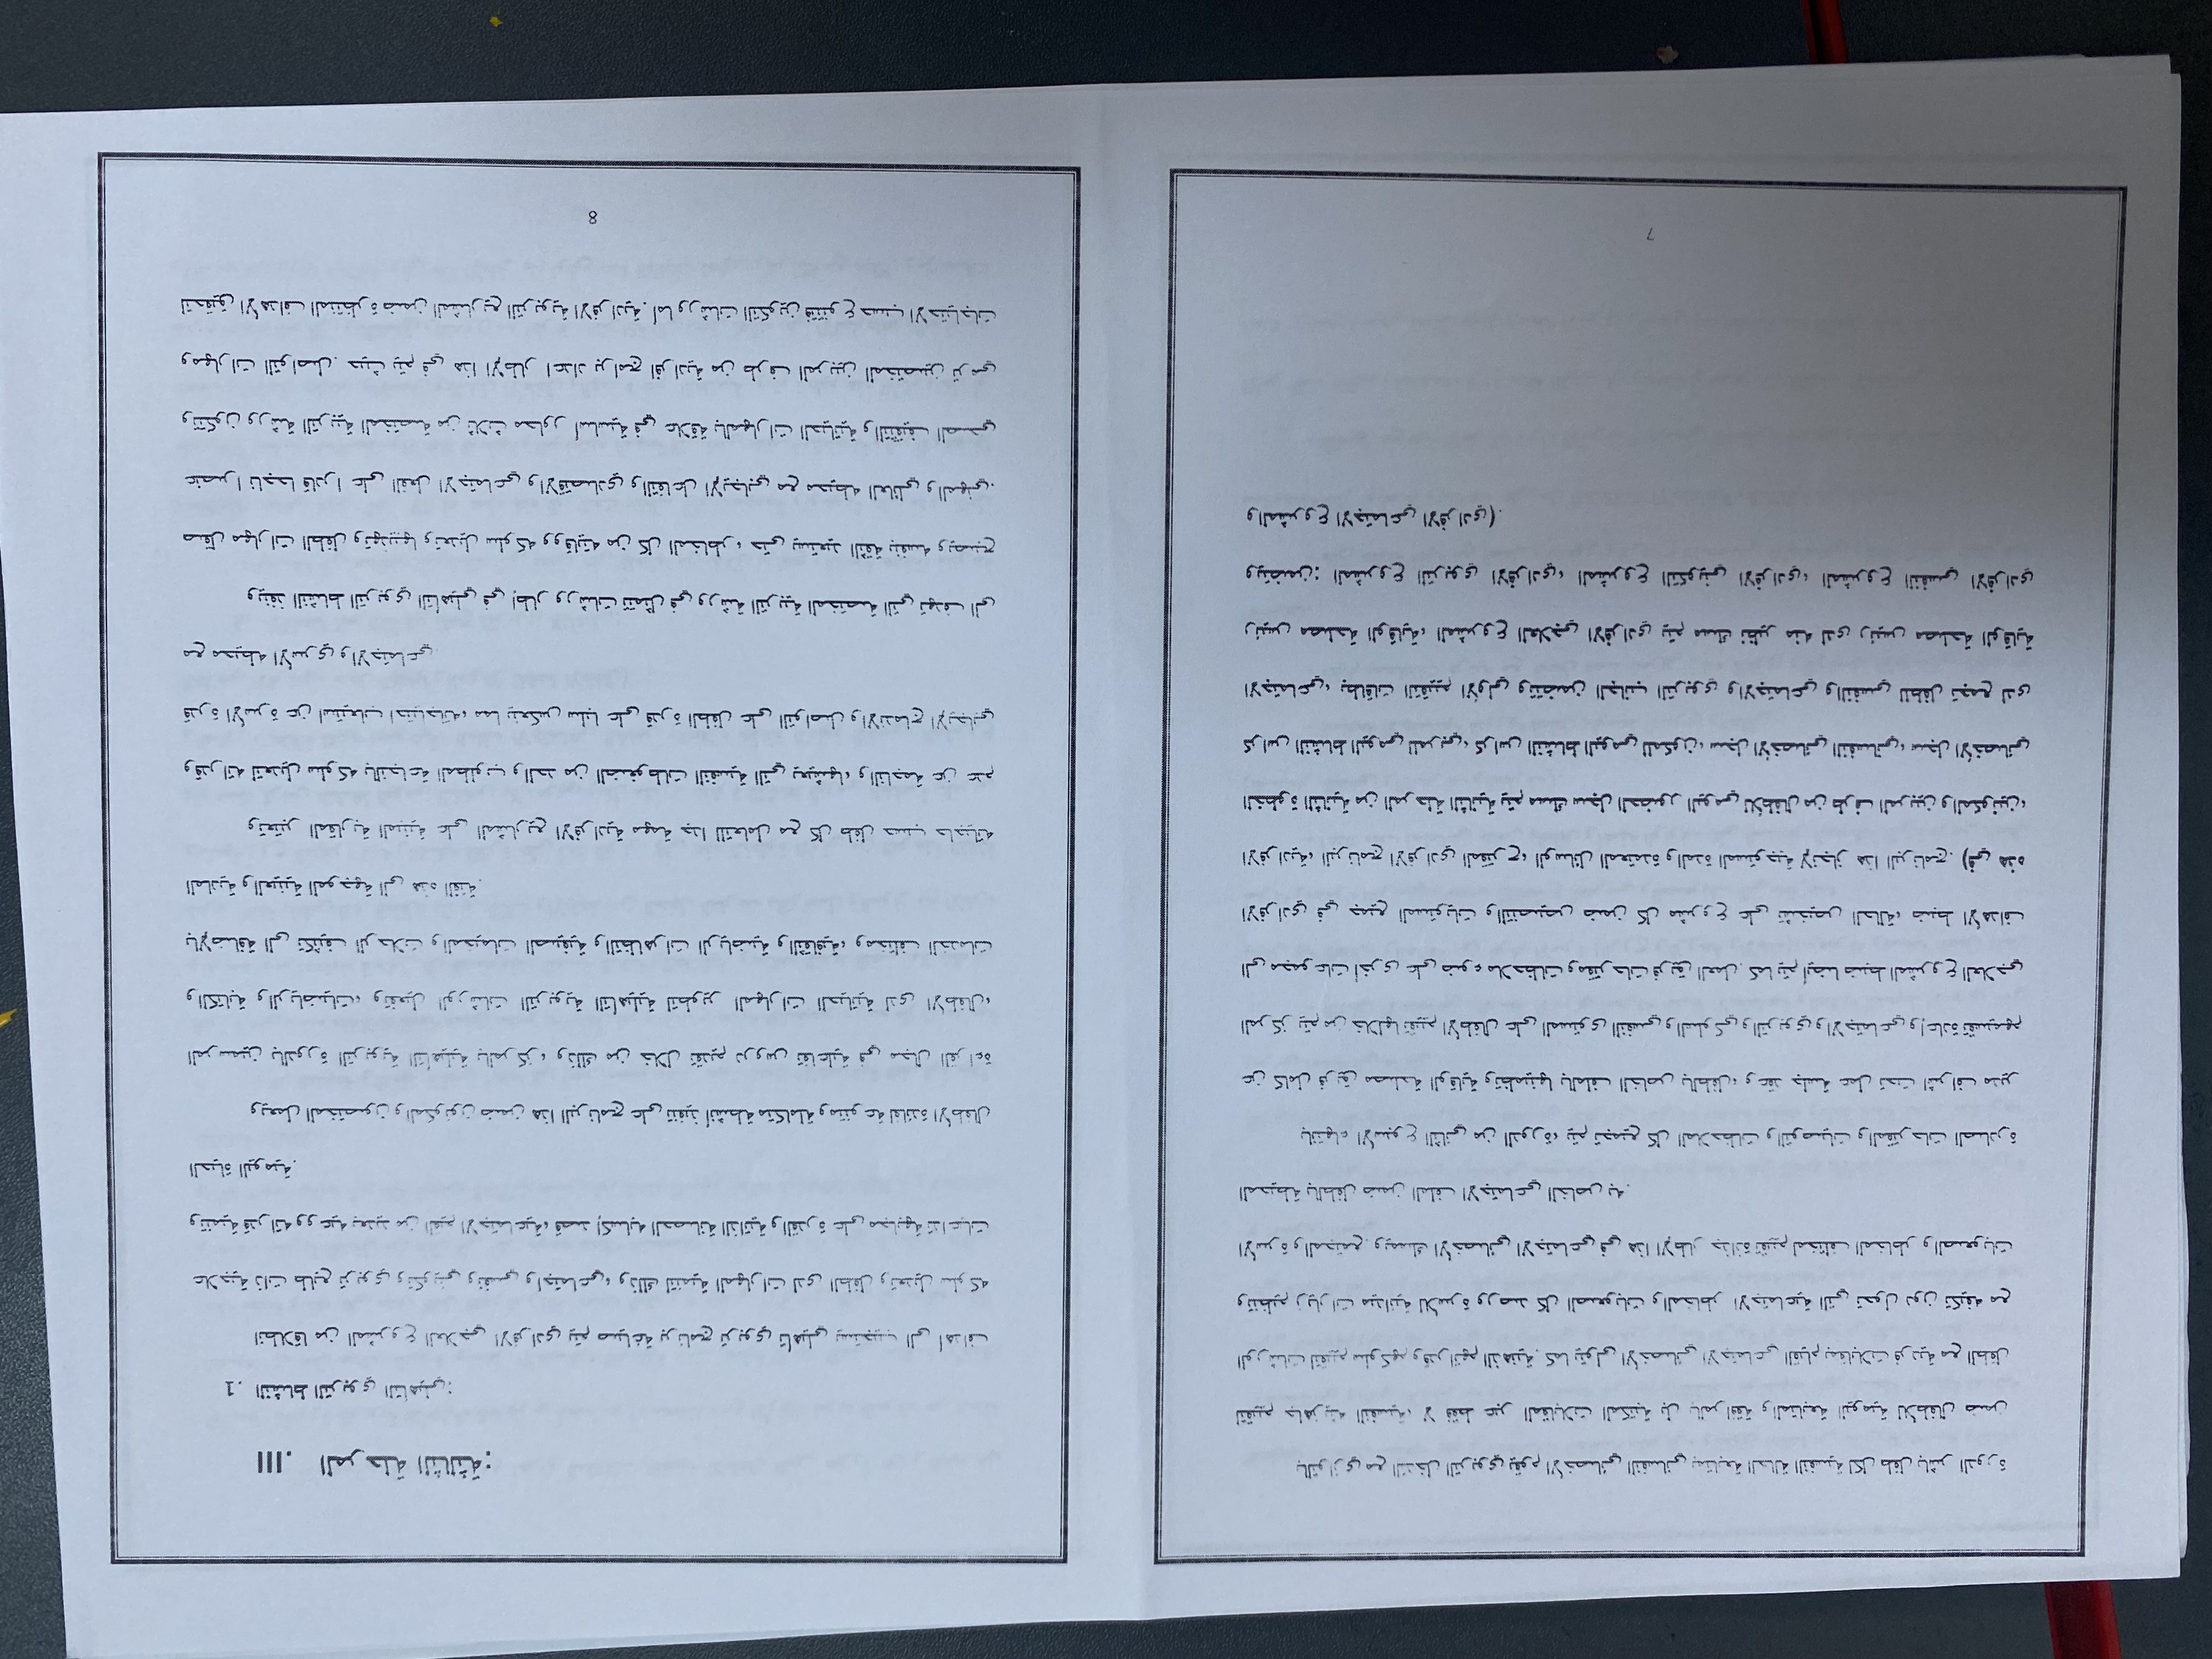 بالتوازي مع التدخل التربوي يقوم الأخصائي النفساني بمتابعة الحالة النفسية لكل طفل باشر الدورة
لتقييم جاهزيته النفسية، لا فقط عبر المقابلات المكتبية بل بالمرافقة والمتابعة اليومية للأطفال ضمن
الورشات لتقييم سلوكهم وقدراتهم الذهنية. كما يتولى الأخصائي الاجتماعي القيام بمقابلات فردية مع الطفل
وتنظيم زيارات ميدانية للأسرة ورصد كل الصعوبات والمخاطر الاجتماعية التي تحول دون تكيفه مع
الأسرة والمجتمع. ويمسك الأخصائي الاجتماعي في هذا الإطار جذاذة تقييم لمختلف المخاطر والصعوبات
المحيطة بالطفل ضمن الملف الاجتماعي الخاص به.
بانتهاء الأسبوع الثاني من الدورة، يتم تجميع كل الملاحظات والتوصيات والمقترحات الصادرة
عن كامل فريق مصلحة الوقاية وتظمينها بالملف الخاص بالطفل، وعقد جلسة عمل تحت اشراف مدير
المركز يتم من خلالها تقييم الأطفال على المستوى النفسي والسلوكي والتربوي والاجتماعي وإعادة تقسيمهم
الى مجموعات أخرى على ضوء ملاحظات ومقترحات فريق العمل. كما يتم أيضا ضبط المشروع العلاجي
الافرادي في جميع المستويات والتنصيص ضمن كل مشروع على تشخيص الحالة، ضبط الأهداف
الافرادية، البرنامج الافرادي المقترح، الوسائل المعتمدة والمدة المستوجبة لإنجاز هذا البرنامج. (في هذه
الخطوة الثانية من المرحلة الثانية يتم مسك سجل الحضور اليومي للأطفال من طرف المربين والمكونين،
كراس النشاط اليومي للمربي، كراس النشاط اليومي للمكون، سجل الأخصائي النفساني، سجل الأخصائي
الاجتماعي، بطاقات التقييم الأولي وتتضمن الجانب التربوي والاجتماعي والنفسي للطفل تجمع لدى
رئيس مصلحة الوقاية، المشروع العلاجي الافرادي يتم مسك نظير منه لدى رئيس مصلحة الوقاية
ويتضمن: المشروع التربوي الافرادي، المشروع التكويني الافرادي، المشروع النفسي الافرادي
والمشروع الاجتماعي الافرادي).
7
III. المرحلة الثالثة:
1. النشاط التربوي التأهيلي:
انطلاقا من المشروع العلاجي الافرادي يتم صياغة برنامج تربوي تأهيلي يستجيب الى اهداف
علاجية ذات طابع تربوي وتكويني ونفسي واجتماعي، وذلك لتنمية المهارات لدى الطفل وتعديل سلوكه
وتنمية قدراته ووعيه بعديد من القيم الاجتماعية، قصد إكسابه الحصانة الذاتية والقدرة على مجابهة تداعيات
الحياة اليومية.
ويعمل المختصون والمكونون ضمن هذا البرنامج على تنفيذ أنشطة متكاملة ومتنوعة لفائدة الأطفال
المرسمين بالدورة التربوية التأهيلية بالمركز، وذلك من خلال تقديم دروس تفاعلية في مجال القراءة
والكتابة والرياضيات، وتفعيل الورشات التربوية التأهيلية لتطوير المهارات الحياتية لدى الأطفال،
بالإضافة الى تكثيف الرحلات والمخيمات الصيفية والتظاهرات الرياضية والثقافية، ومختلف الخدمات
المادية والعينية الموجهة الى هذه الفئة.
وتعتبر المقاربة المبنية على المشاريع الافرادية مهمة جدا للتعامل مع كل طفل حسب حاجياته
وقدراته لتعديل سلوكه بالنجاعة المطلوب والحد من الضغوطات النفسية التي يعيشها، والناجمة عن عدم
قدرة الأسرة عن استيعاب احتياجاته، مما ينعكس سلبا على قدرة الطفل على التواصل والاندماج الإيجابي
مع محيطه الأسري والاجتماعي.
وينفذ النشاط التربوي التأهيلي في إطار ورشات تتمثل في ورشة التربية المختصة التي تهدف الى
صقل مهارات الطفل وتهذيبها وتعديل سلوكه ووقايته من كل المخاطر، حتى يستعيد الثقة بنفسه ويصبح
عنصرا ناجحا قادرا على الفعل الاجتماعي والاقتصادي والتفاعل الإيجابي مع محيطه العائلي والمهني.
وتتكون ورشة التربية المختصة من ثلاث محاور أساسية في علاقة بالمهارات الحياتية والتثقيف الصحي
ومهارات التواصل. حيث يتم في هذا الإطار اعداد برامج افرادية من طرف المربين المختصين ترمي
لتحقيق الأهداف المنتظرة ضمن المشاريع التربوية الافرادية. اما ورشات التكوين فتتنوع حسب الاحتياجات
8